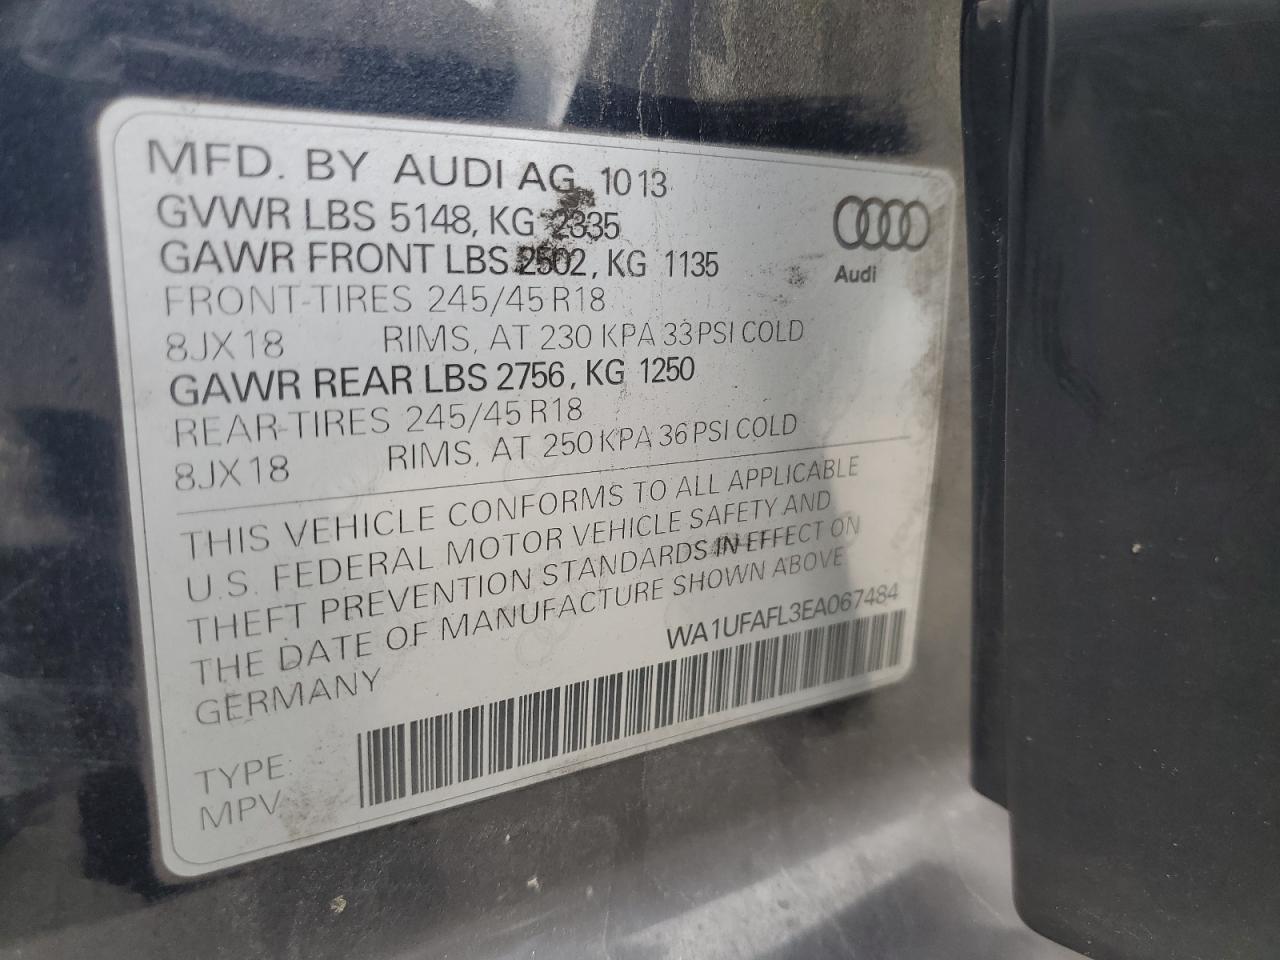 MFD. BY AUDI AG 10 13
GVWR LBS 5148, KG 2335
GAWR FRONT LBS 2502, KG 1135
FRONT-TIRES 245/45 R18
8JX18 RIMS, AT 230 KPA 33 PSI COLD
GAWR REAR LBS 2756, KG 1250
REAR-TIRES 245/45 R18
8JX18 RIMS, AT 250 KPA 36 PSI COLD
Audi
THIS VEHICLE CONFORMS TO ALL APPLICABLE
U.S. FEDERAL MOTOR VEHICLE SAFETY AND
THEFT PREVENTION STANDARDS IN EFFECT ON
THE DATE OF MANUFACTURE SHOWN ABOVE
GERMANY
WA1UFAFL3EA067484
TYPE:
MPV